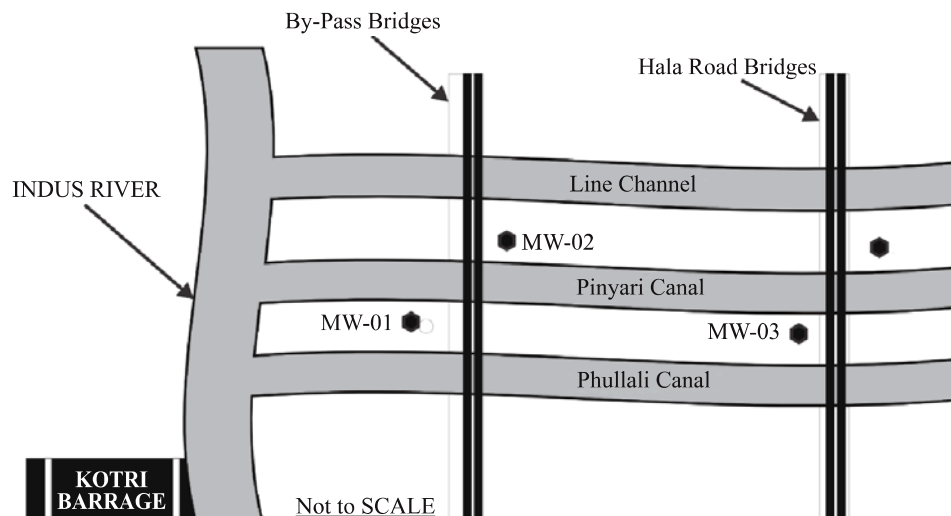 By-Pass Bridges
Hala Road Bridges
INDUS RIVER
Line Channel
MW-02
Pinyari Canal
MW-01
MW-03
Phullali Canal
KOTRI
BARRAGE
Not to SCALE